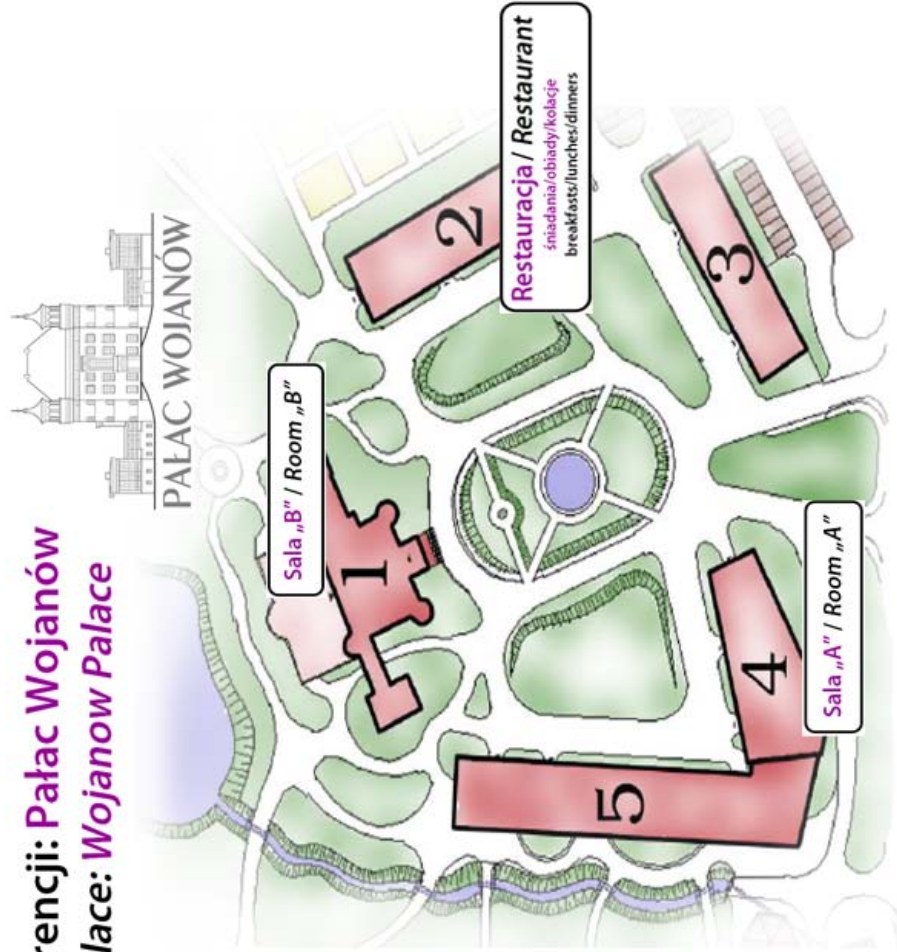 rencji: Pałac Wojanów
lace: Wojanow Palace
PAŁAC WOJANÓW
Sala „B” / Room „B”
1
2
Restauracja / Restaurant
śniadania/obiady/kolacje
breakfasts/lunches/dinners
3
4
Sala „A” / Room „A”
5